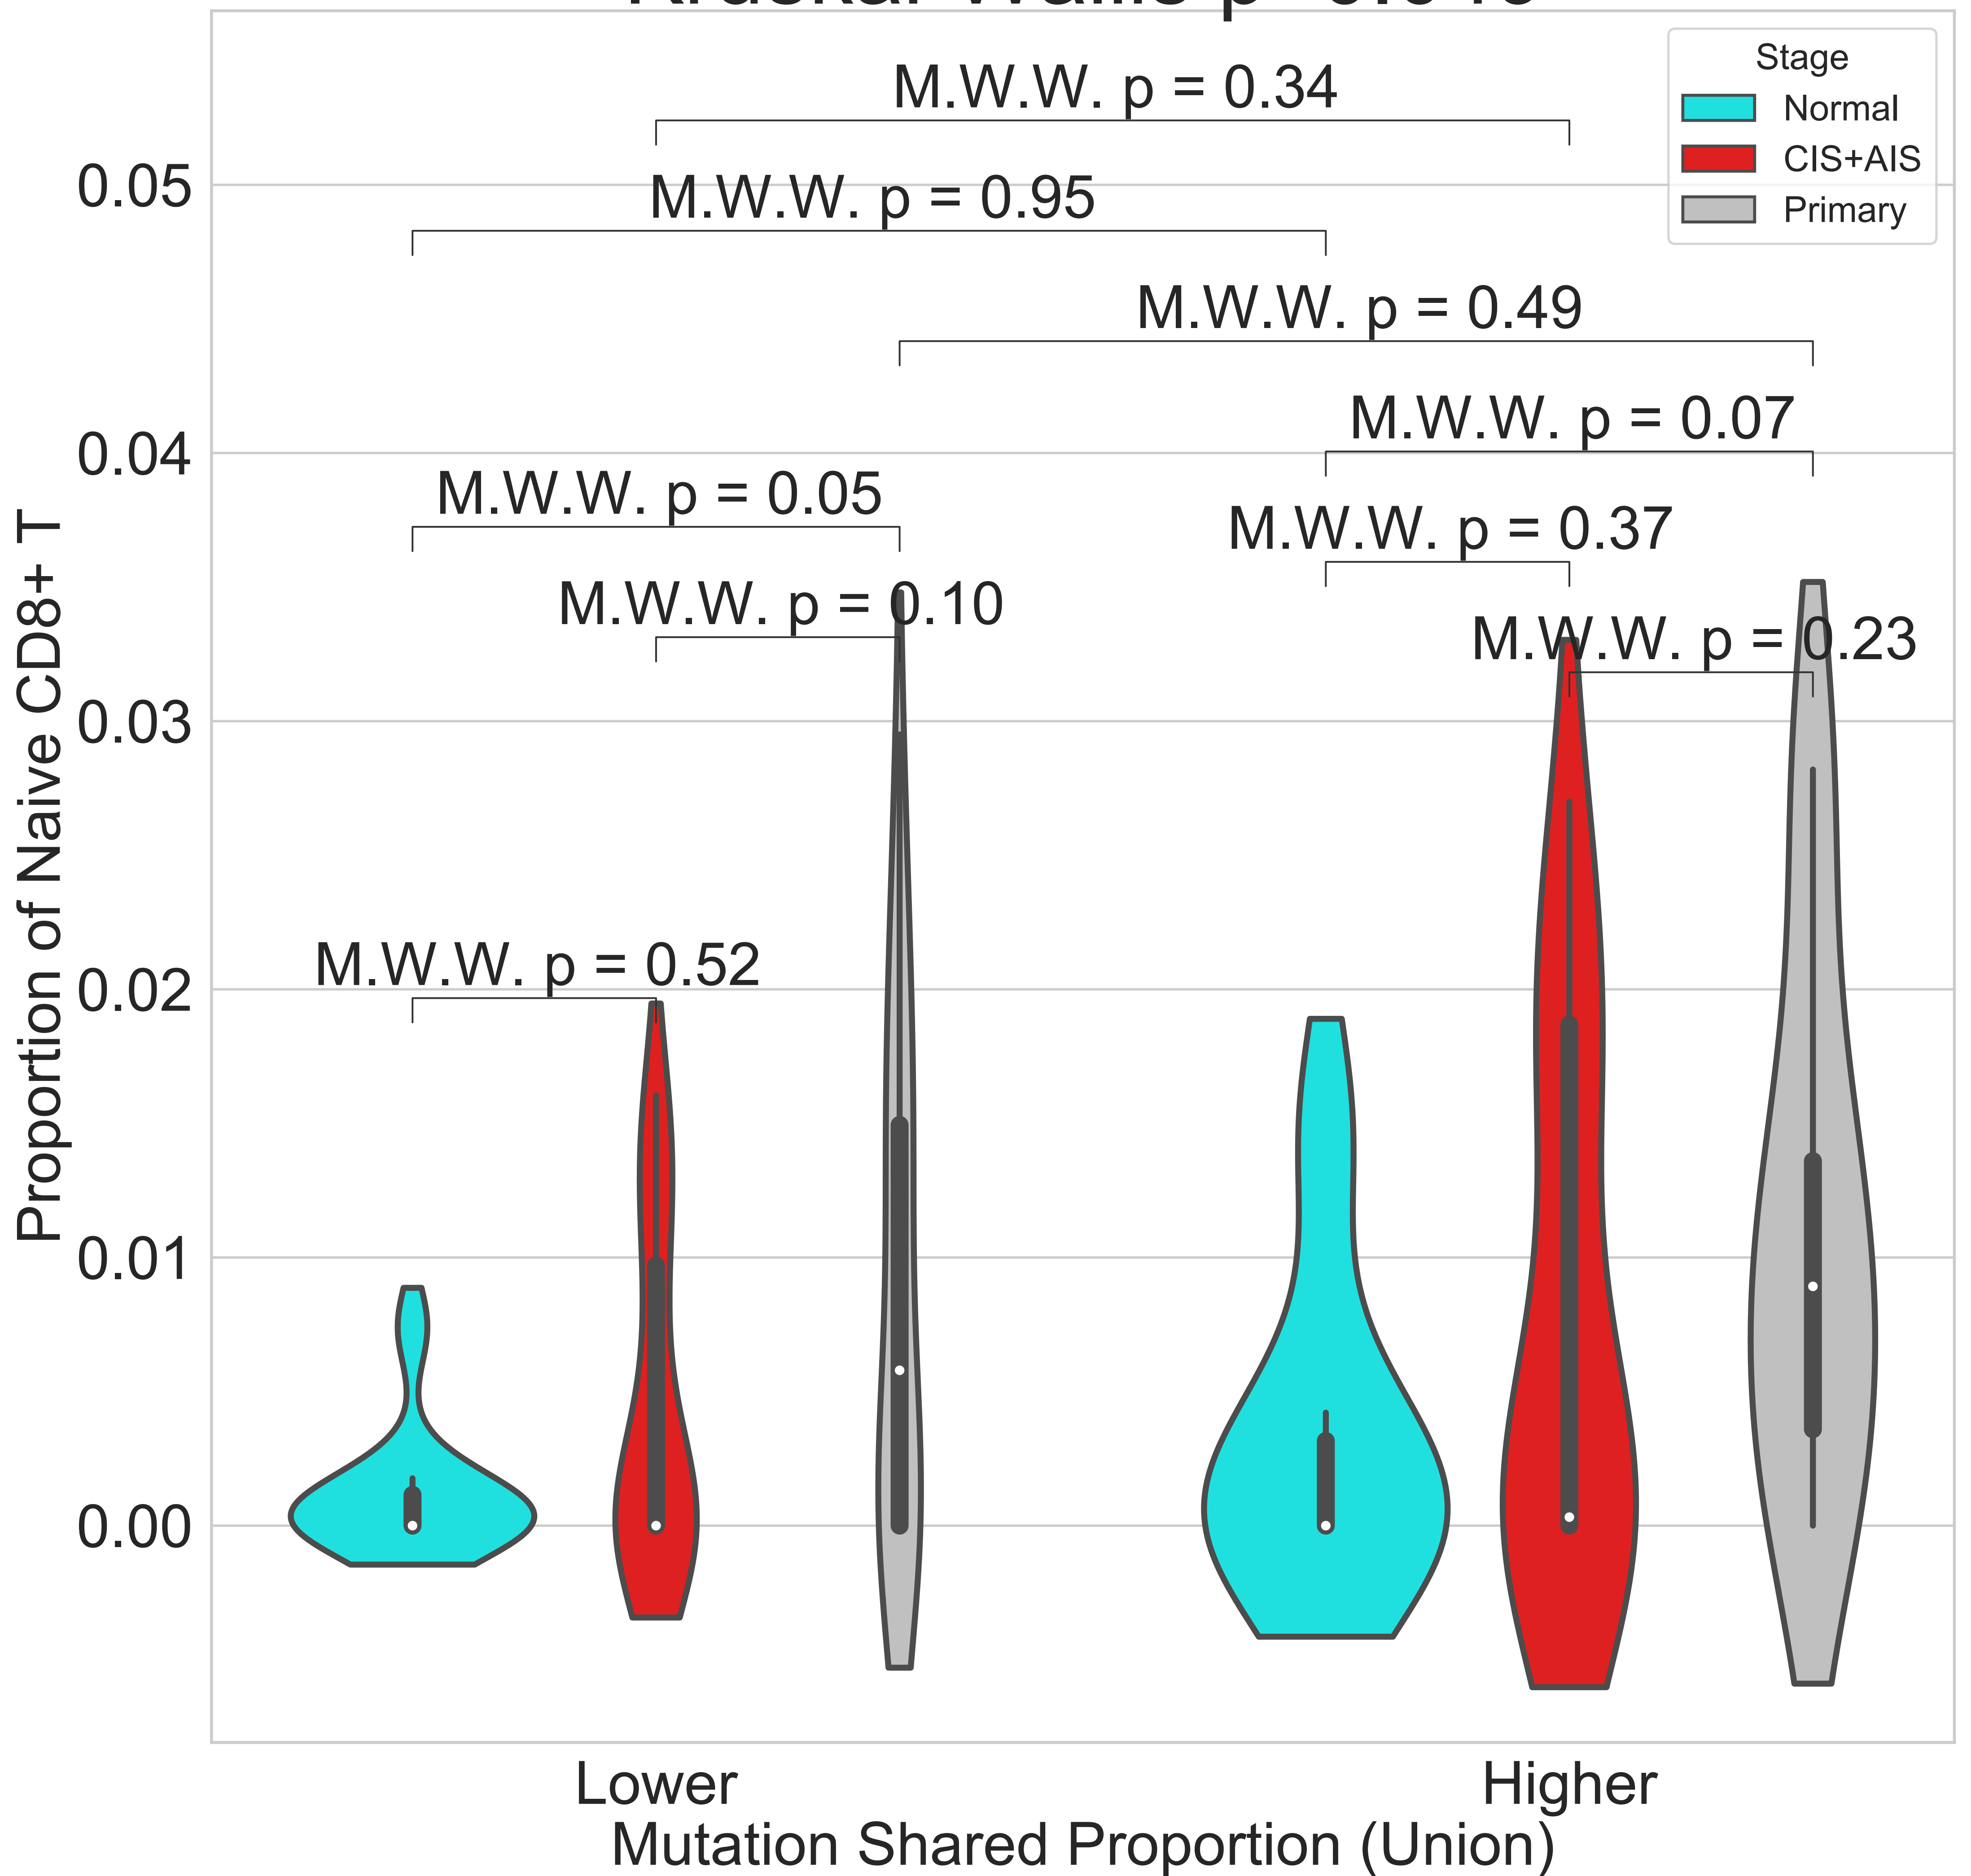 Stage
Normal
CIS+AIS
Primary
M.W.W. p = 0.34
M.W.W. p = 0.95
M.W.W. p = 0.49
M.W.W. p = 0.07
M.W.W. p = 0.05
M.W.W. p = 0.37
M.W.W. p = 0.10
M.W.W. p = 0.23
M.W.W. p = 0.52
0.05
0.04
0.03
0.02
0.01
0.00
Proportion of Naive CD8+ T
Lower
Higher
Mutation Shared Proportion (Union)